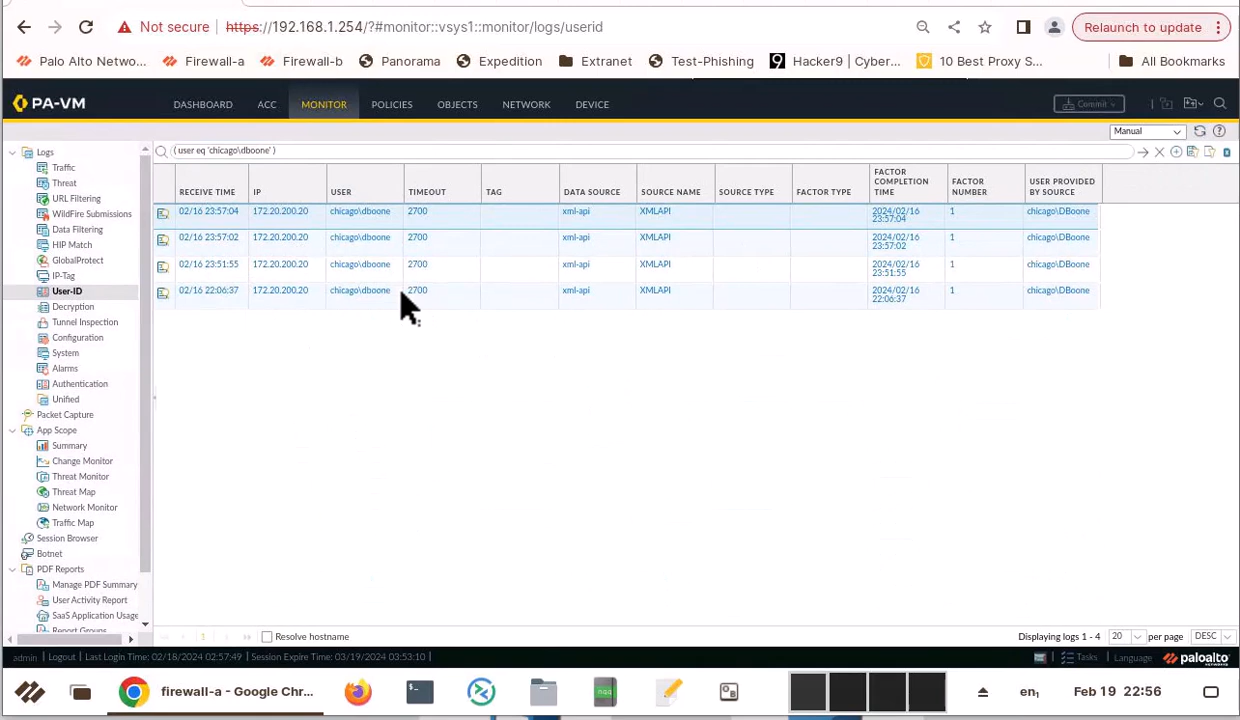 Not secure https://192.168.1.254/?#monitor::vsys1::monitor/logs/userid Relaunch to update
Palo Alto Netwo... Firewall-a Firewall-b Panorama Expedition Extranet Test-Phishing Hacker9 | Cyber... 10 Best Proxy S... All Bookmarks
PA-VM DASHBOARD ACC MONITOR POLICIES OBJECTS NETWORK DEVICE Commit
Manual
( user eq 'chicago\dboone' )
Logs
Traffic
Threat
URL Filtering
WildFire Submissions
Data Filtering
HIP Match
GlobalProtect
IP-Tag
User-ID
Decryption
Tunnel Inspection
Configuration
System
Alarms
Authentication
Unified
Packet Capture
App Scope
Summary
Change Monitor
Threat Monitor
Threat Map
Network Monitor
Traffic Map
Session Browser
Botnet
PDF Reports
Manage PDF Summary
User Activity Report
SaaS Application Usage
Report Groups
RECEIVE TIME IP USER TIMEOUT TAG DATA SOURCE SOURCE NAME SOURCE TYPE FACTOR TYPE FACTOR COMPLETION TIME FACTOR NUMBER USER PROVIDED BY SOURCE
02/16 23:57:04 172.20.200.20 chicago\dboone 2700 xml-api XMLAPI 2024/02/16 23:57:04 1 chicago\DBoone
02/16 23:57:02 172.20.200.20 chicago\dboone 2700 xml-api XMLAPI 2024/02/16 23:57:02 1 chicago\DBoone
02/16 23:51:55 172.20.200.20 chicago\dboone 2700 xml-api XMLAPI 2024/02/16 23:51:55 1 chicago\DBoone
02/16 22:06:37 172.20.200.20 chicago\dboone 2700 xml-api XMLAPI 2024/02/16 22:06:37 1 chicago\DBoone
1 Resolve hostname Displaying logs 1 - 4 20 per page DESC
admin | Logout | Last Login Time: 02/18/2024 02:57:49 | Session Expire Time: 03/19/2024 03:53:10 | Tasks | Language paloalto NETWORKS
firewall-a - Google Chr... nqq en₁ Feb 19 22:56